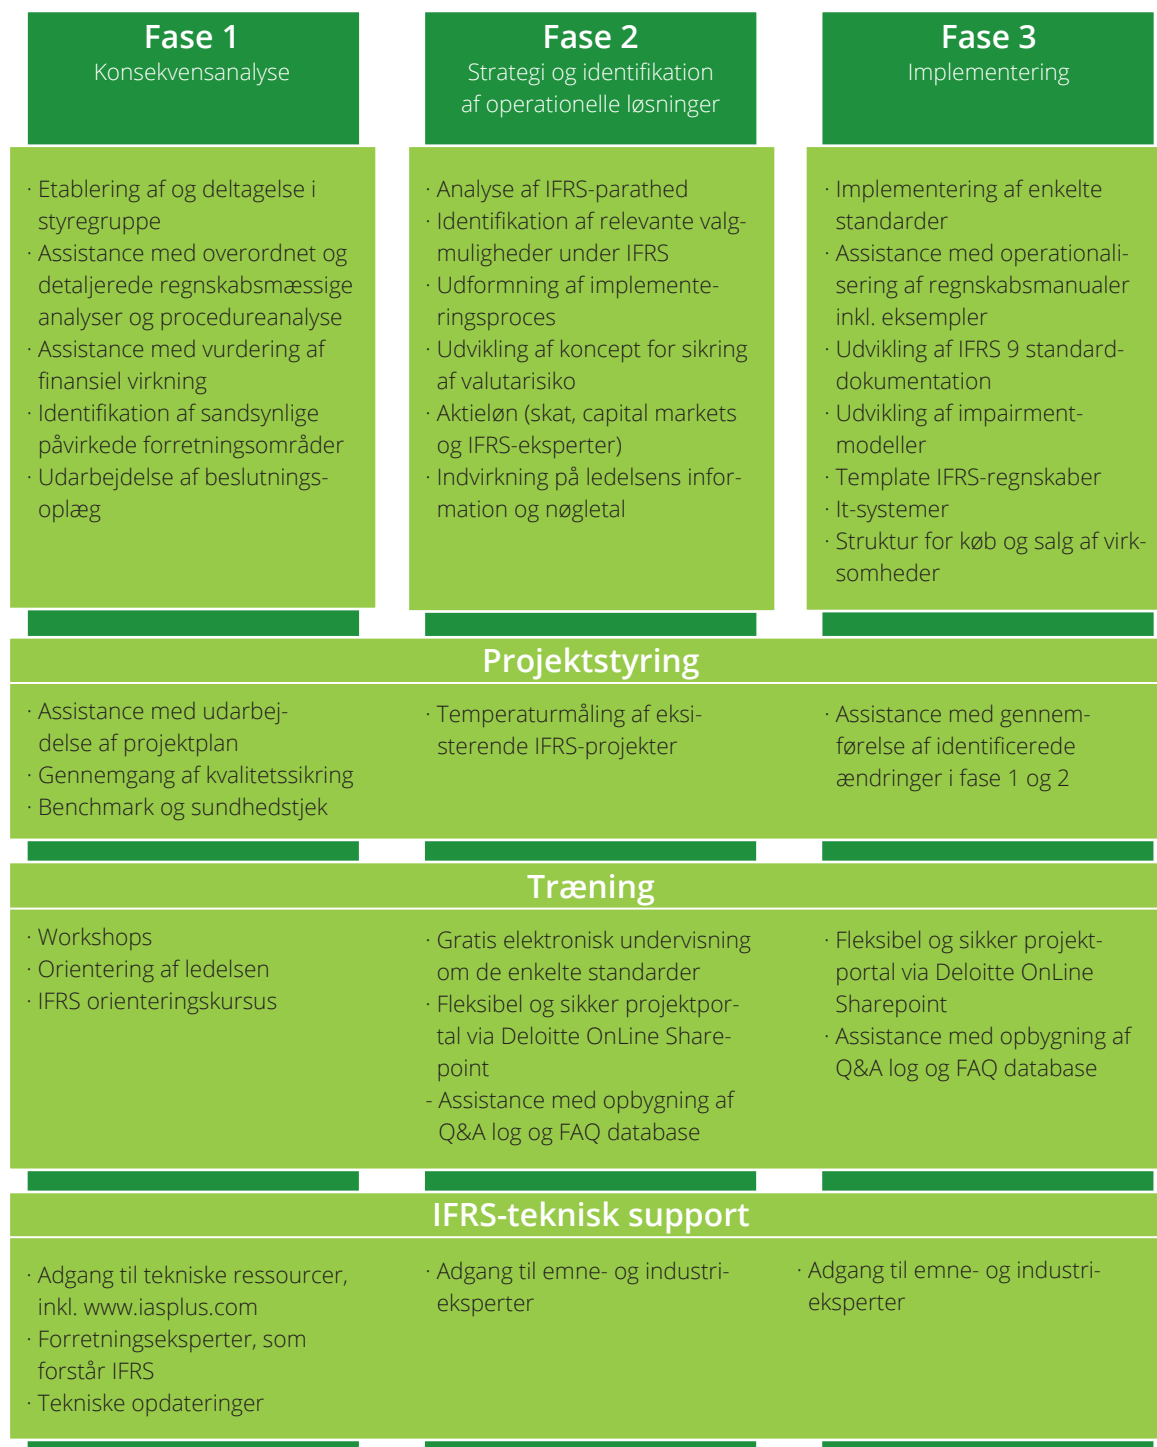 Fase 1
Konsekvensanalyse
Fase 2
Strategi og identifikation
af operationelle løsninger
Fase 3
Implementering
· Etablering af og deltagelse i
styregruppe
· Assistance med overordnet og
detaljerede regnskabsmæssige
analyser og procedureanalyse
· Assistance med vurdering af
finansiel virkning
· Identifikation af sandsynlige
påvirkede forretningsområder
· Udarbejdelse af beslutnings-
oplæg
· Analyse af IFRS-parathed
· Identifikation af relevante valg-
muligheder under IFRS
· Udformning af implemente-
ringsproces
· Udvikling af koncept for sikring
af valutarisiko
· Aktieløn (skat, capital markets
og IFRS-eksperter)
· Indvirkning på ledelsens infor-
mation og nøgletal
· Implementering af enkelte
standarder
· Assistance med operationali-
sering af regnskabsmanualer
inkl. eksempler
· Udvikling af IFRS 9 standard-
dokumentation
· Udvikling af impairment-
modeller
· Template IFRS-regnskaber
· It-systemer
· Struktur for køb og salg af virk-
somheder
Projektstyring
· Assistance med udarbej-
delse af projektplan
· Gennemgang af kvalitetssikring
· Benchmark og sundhedstjek
· Temperaturmåling af eksi-
sterende IFRS-projekter
· Assistance med gennem-
førelse af identificerede
ændringer i fase 1 og 2
Træning
· Workshops
· Orientering af ledelsen
· IFRS orienteringskursus
· Gratis elektronisk undervisning
om de enkelte standarder
· Fleksibel og sikker projektpor-
tal via Deloitte OnLine Share-
point
- Assistance med opbygning af
Q&A log og FAQ database
· Fleksibel og sikker projekt-
portal via Deloitte OnLine
Sharepoint
· Assistance med opbygning af
Q&A log og FAQ database
IFRS-teknisk support
· Adgang til tekniske ressourcer,
inkl. www.iasplus.com
· Forretningseksperter, som
forstår IFRS
· Tekniske opdateringer
· Adgang til emne- og industri-
eksperter
· Adgang til emne- og industri-
eksperter